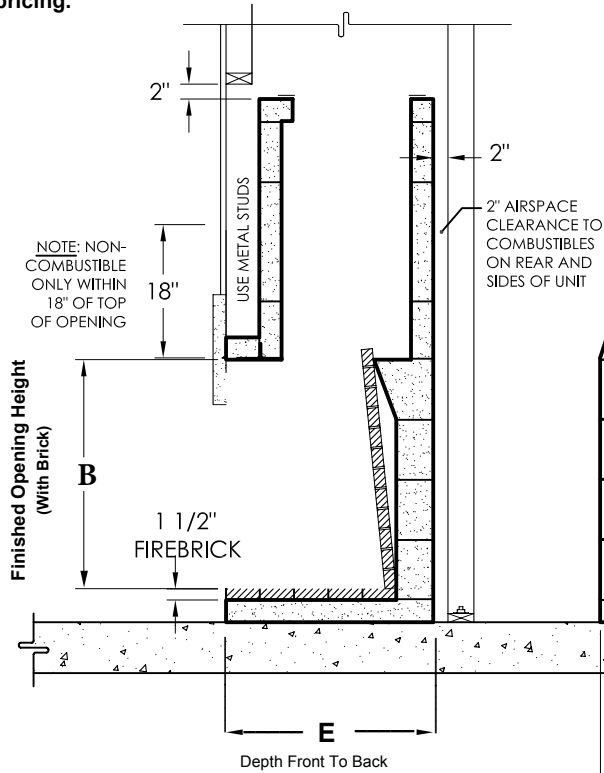 pricing.
2"
2"
USE METAL STUDS
2" AIRSPACE
CLEARANCE TO
COMBUSTIBLES
ON REAR AND
SIDES OF UNIT
NOTE: NON-
COMBUSTIBLE
ONLY WITHIN
18" OF TOP
OF OPENING
18"
Finished Opening Height
(With Brick)
B
1 1/2"
FIREBRICK
E
Depth Front To Back